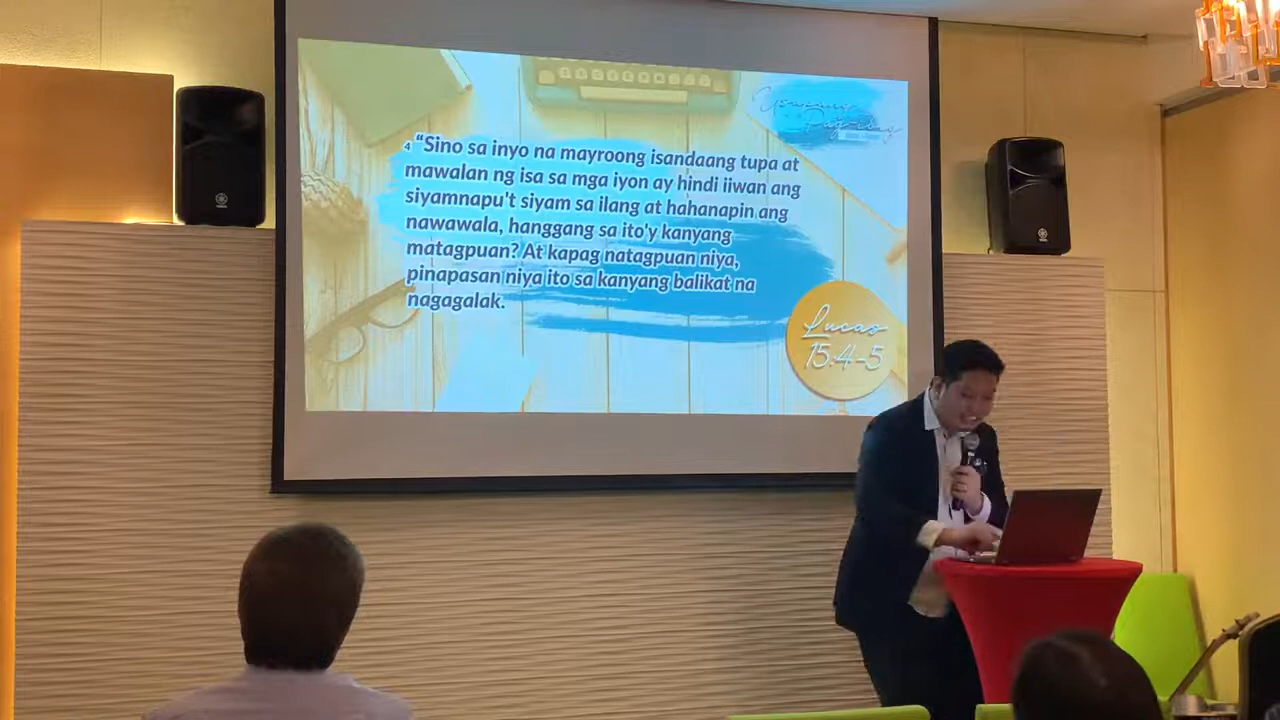 4 “Sino sa inyo na mayroong isandaang tupa at
mawalan ng isa sa mga iyon ay hindi iiwan ang
siyamnapu't siyam sa ilang at hahanapin ang
nawawala, hanggang sa ito'y kanyang
matagpuan? At kapag natagpuan niya,
pinapasan niya ito sa kanyang balikat na
nagagalak.
Lucas
15:4-5